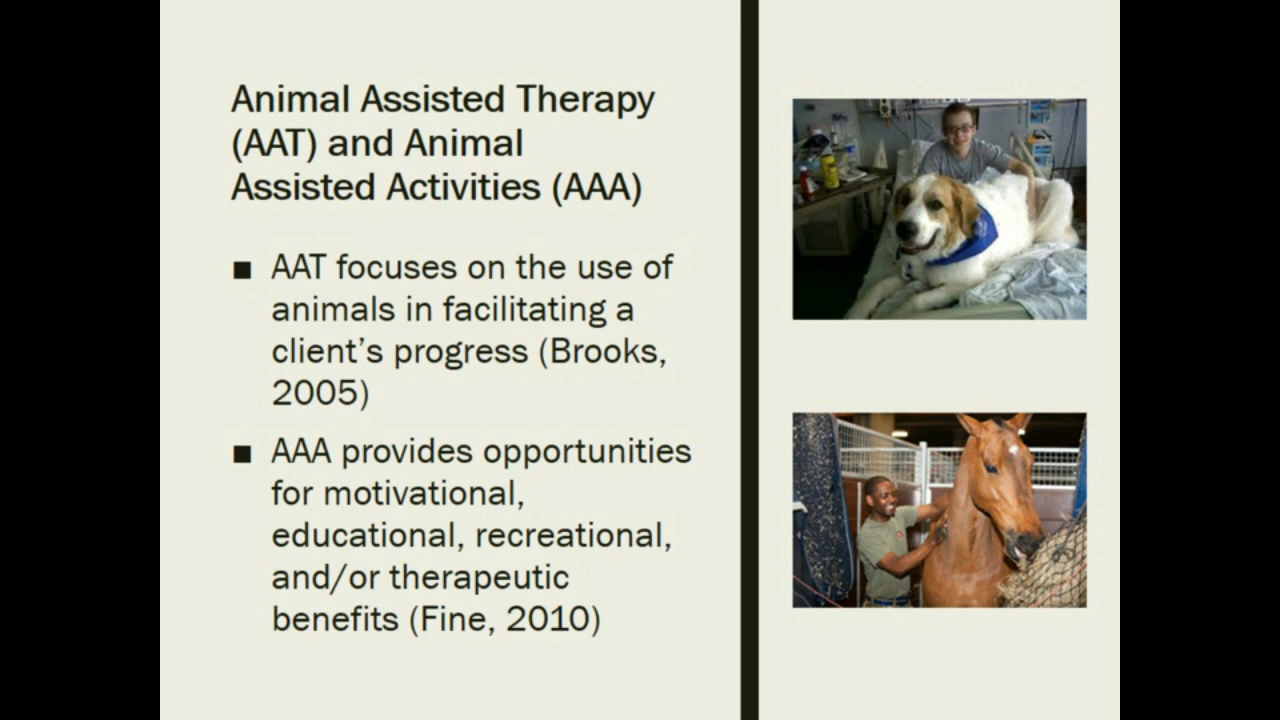 Animal Assisted Therapy
(AAT) and Animal
Assisted Activities (AAA)
■ AAT focuses on the use of
animals in facilitating a
client's progress (Brooks,
2005)
■ AAA provides opportunities
for motivational,
educational, recreational,
and/or therapeutic
benefits (Fine, 2010)